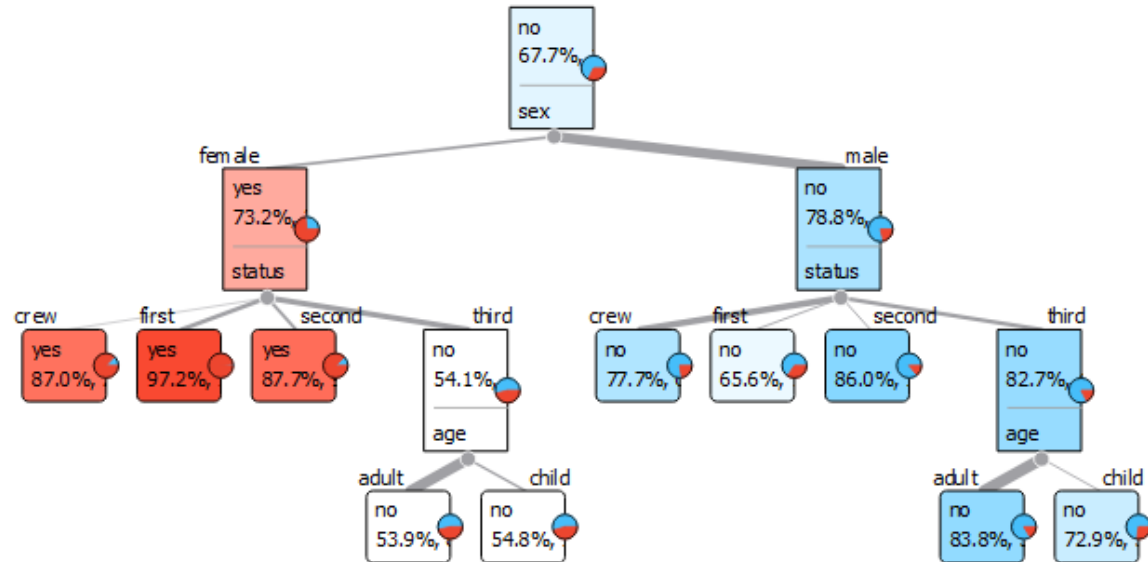 no
67.7%,
sex
female
male
yes
73.2%,
status
no
78.8%,
status
crew
first
second
third
crew
first
second
third
yes
87.0%,
yes
97.2%,
yes
87.7%,
no
54.1%,
age
no
77.7%,
no
65.6%,
no
86.0%,
no
82.7%,
age
adult
child
adult
child
no
53.9%,
no
54.8%,
no
83.8%,
no
72.9%,